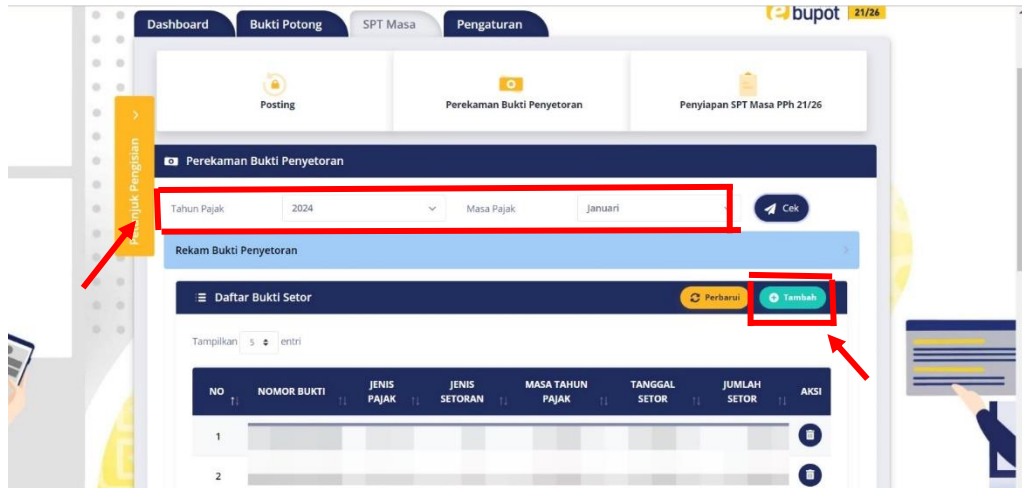 Dashboard Bukti Potong SPT Masa Pengaturan
ebupot 21/26
Posting Perekaman Bukti Penyetoran Penyiapan SPT Masa PPh 21/26
Petunjuk Pengisian
Perekaman Bukti Penyetoran
Tahun Pajak 2024 Masa Pajak Januari Cek
Rekam Bukti Penyetoran
Daftar Bukti Setor Perbarui Tambah
Tampilkan 5 entri
NO NOMOR BUKTI JENIS PAJAK JENIS SETORAN MASA TAHUN PAJAK TANGGAL SETOR JUMLAH SETOR AKSI
1
2